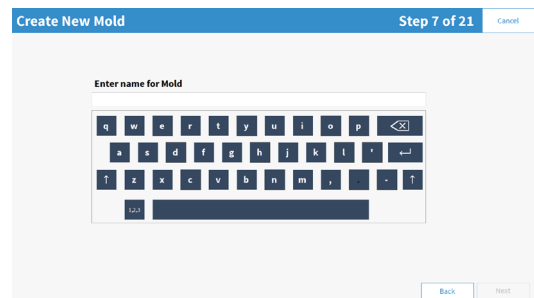 Create New Mold Step 7 of 21 Cancel
Enter name for Mold
q w e r t y u i o p
a s d f g h j k l '
↑ z x c v b n m , . - ↑
1,2,3
Back Next